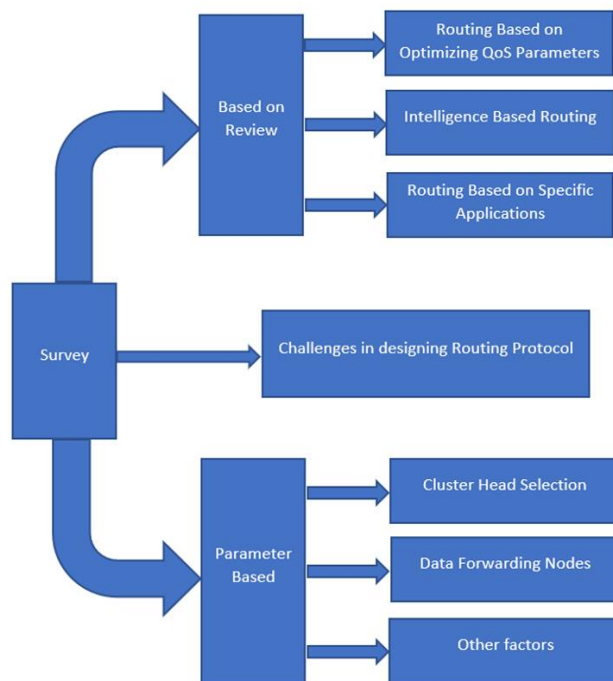 Routing Based on
Optimizing QoS Parameters
Based on
Review
Intelligence Based Routing
Routing Based on Specific
Applications
Survey
Challenges in designing Routing Protocol
Cluster Head Selection
Parameter
Based
Data Forwarding Nodes
Other factors